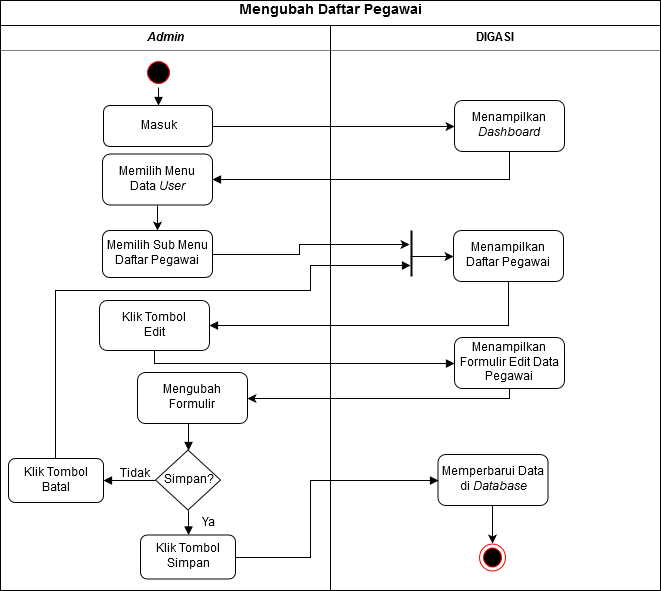 Mengubah Daftar Pegawai
Admin
DIGASI
Masuk
Menampilkan
Dashboard
Memilih Menu
Data User
Memilih Sub Menu
Daftar Pegawai
Menampilkan
Daftar Pegawai
Klik Tombol
Edit
Menampilkan
Formulir Edit Data
Pegawai
Mengubah
Formulir
Simpan?
Tidak
Klik Tombol
Batal
Ya
Klik Tombol
Simpan
Memperbarui Data
di Database